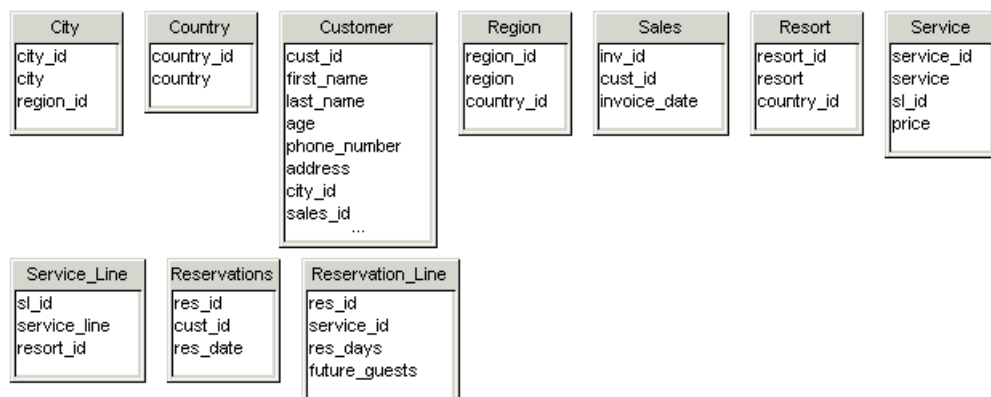 City
city_id
city
region_id
Country
country_id
country
Customer
cust_id
first_name
last_name
age
phone_number
address
city_id
sales_id
...
Region
region_id
region
country_id
Sales
inv_id
cust_id
invoice_date
Resort
resort_id
resort
country_id
Service
service_id
service
sl_id
price
Service_Line
sl_id
service_line
resort_id
Reservations
res_id
cust_id
res_date
Reservation_Line
res_id
service_id
res_days
future_guests